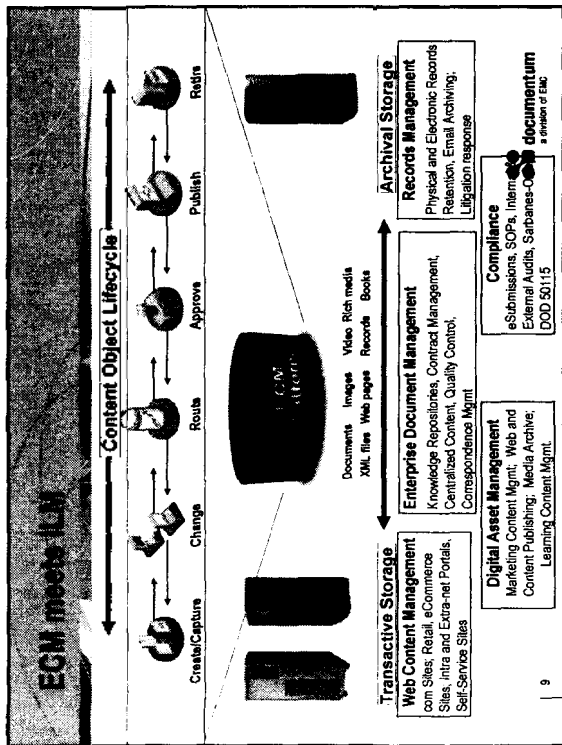 ECM meets ILM
Content Object Lifecycle
Create/Capture Change Route Approve Publish Retire
ECM
Documents Images Video Rich media
XML files Web pages Records Books
Transactive Storage
Archival Storage
Web Content Management
com Sites; Retail, eCommerce
Sites, Intra and Extra-net Portals,
Self-Service Sites
Enterprise Document Management
Knowledge Repositories, Contract Management,
Centralized Content, Quality Control,
Correspondence Mgmt
Records Management
Physical and Electronic Records
Retention, Email Archiving;
Litigation response
Digital Asset Management
Marketing Content Mgmt; Web and
Content Publishing; Media Archive;
Learning Content Mgmt.
Compliance
eSubmissions, SOPs, Intern
External Audits, Sarbanes-O
DOD 50115
documentum
a division of EMC
9